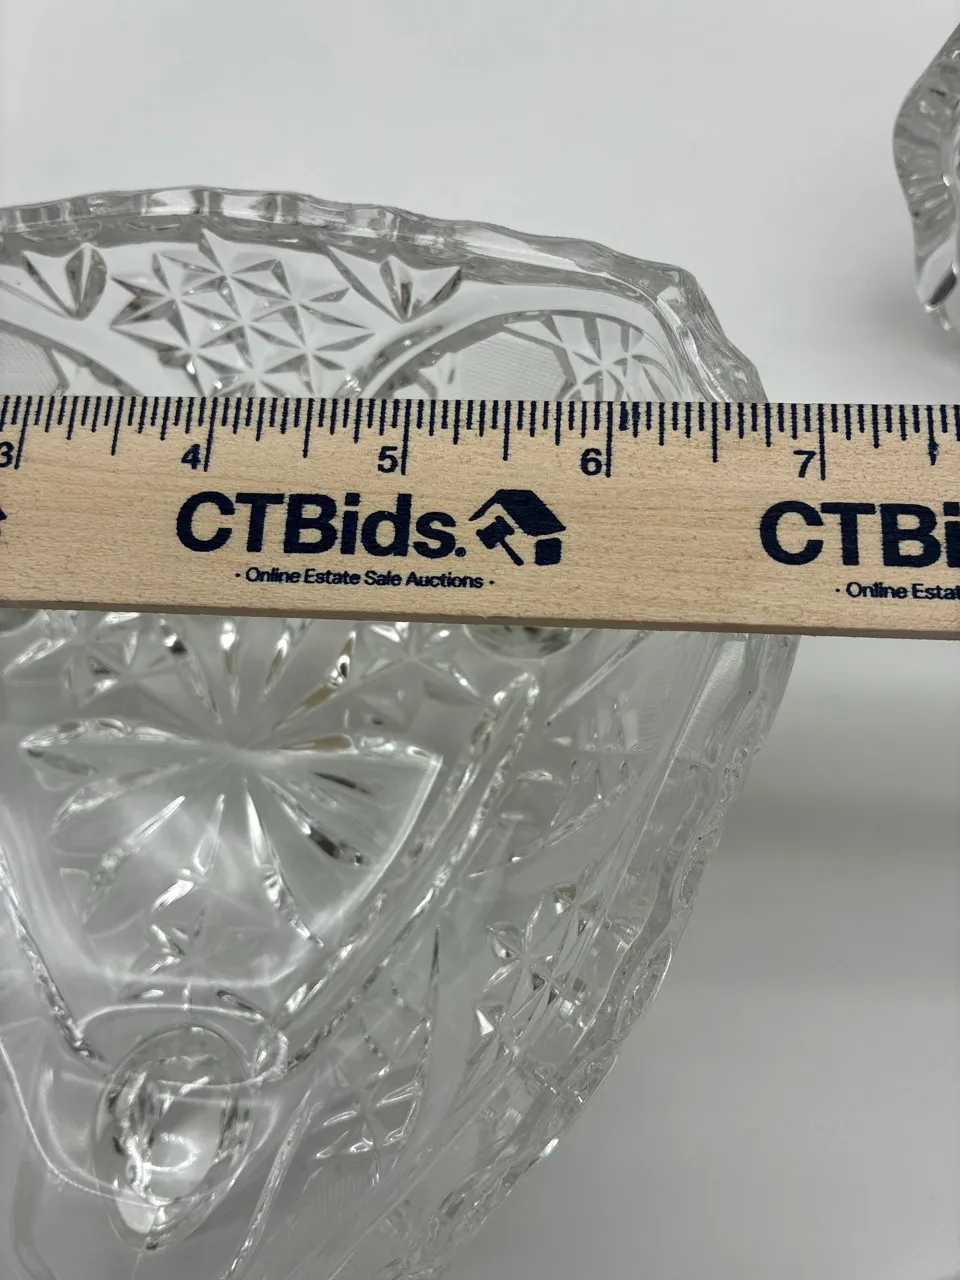 3 4 5 6 7
CTBids. CTBi
· Online Estate Sale Auctions · · Online Estat